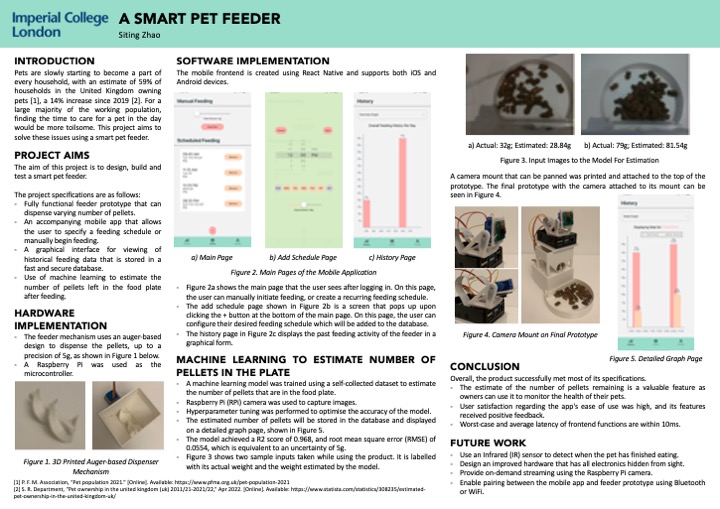 Imperial College
London
A SMART PET FEEDER
Siting Zhao
INTRODUCTION
Pets are slowly starting to become a part of
every household, with an estimate of 59% of
households in the United Kingdom owning
pets [1], a 14% increase since 2019 [2]. For a
large majority of the working population,
finding the time to care for a pet in the day
would be more toilsome. This project aims to
solve these issues using a smart pet feeder.
PROJECT AIMS
The aim of this project is to design, build and
test a smart pet feeder.
The project specifications are as follows:
- Fully functional feeder prototype that can
dispense varying number of pellets.
- An accompanying mobile app that allows
the user to specify a feeding schedule or
manually begin feeding.
- A graphical interface for viewing of
historical feeding data that is stored in a
fast and secure database.
- Use of machine learning to estimate the
number of pellets left in the food plate
after feeding.
HARDWARE
IMPLEMENTATION
- The feeder mechanism uses an auger-based
design to dispense the pellets, up to a
precision of 5g, as shown in Figure 1 below.
- A Raspberry Pi was used as the
microcontroller.
Figure 1. 3D Printed Auger-based Dispenser
Mechanism
SOFTWARE IMPLEMENTATION
The mobile frontend is created using React Native and supports both iOS and
Android devices.
Manual Feeding
Scheduled Feeding
History
a) Main Page
b) Add Schedule Page
c) History Page
Figure 2. Main Pages of the Mobile Application
- Figure 2a shows the main page that the user sees after logging in. On this page,
the user can manually initiate feeding, or create a recurring feeding schedule.
- The add schedule page shown in Figure 2b is a screen that pops up upon
clicking the + button at the bottom of the main page. On this page, the user can
configure their desired feeding schedule which will be added to the database.
- The history page in Figure 2c displays the past feeding activity of the feeder in a
graphical form.
MACHINE LEARNING TO ESTIMATE NUMBER OF
PELLETS IN THE PLATE
- A machine learning model was trained using a self-collected dataset to estimate
the number of pellets that are in the food plate.
- Raspberry Pi (RPi) camera was used to capture images.
- Hyperparameter tuning was performed to optimise the accuracy of the model.
- The estimated number of pellets will be stored in the database and displayed
on a detailed graph page, shown in Figure 5.
- The model achieved a R2 score of 0.968, and root mean square error (RMSE) of
0.0554, which is equivalent to an uncertainty of 5g.
- Figure 3 shows two sample inputs taken while using the product. It is labelled
with its actual weight and the weight estimated by the model.
a) Actual: 32g; Estimated: 28.84g
b) Actual: 79g; Estimated: 81.54g
Figure 3. Input Images to the Model For Estimation
A camera mount that can be panned was printed and attached to the top of the
prototype. The final prototype with the camera attached to its mount can be
seen in Figure 4.
Figure 4. Camera Mount on Final Prototype
History
Figure 5. Detailed Graph Page
CONCLUSION
Overall, the product successfully met most of its specifications.
- The estimate of the number of pellets remaining is a valuable feature as
owners can use it to monitor the health of their pets.
- User satisfaction regarding the app's ease of use was high, and its features
received positive feedback.
- Worst-case and average latency of frontend functions are within 10ms.
FUTURE WORK
- Use an Infrared (IR) sensor to detect when the pet has finished eating.
- Design an improved hardware that has all electronics hidden from sight.
- Provide on-demand streaming using the Raspberry Pi camera.
- Enable pairing between the mobile app and feeder prototype using Bluetooth
or WiFi.
[1] P. F. M. Association, "Pet population 2021." [Online]. Available: https://www.pfma.org.uk/pet-population-2021
[2] S. R. Department, "Pet ownership in the united kingdom (uk) 2011/21-2021/22," Apr 2022. [Online]. Available: https://www.statista.com/statistics/308235/estimated-
pet-ownership-in-the-united-kingdom-uk/